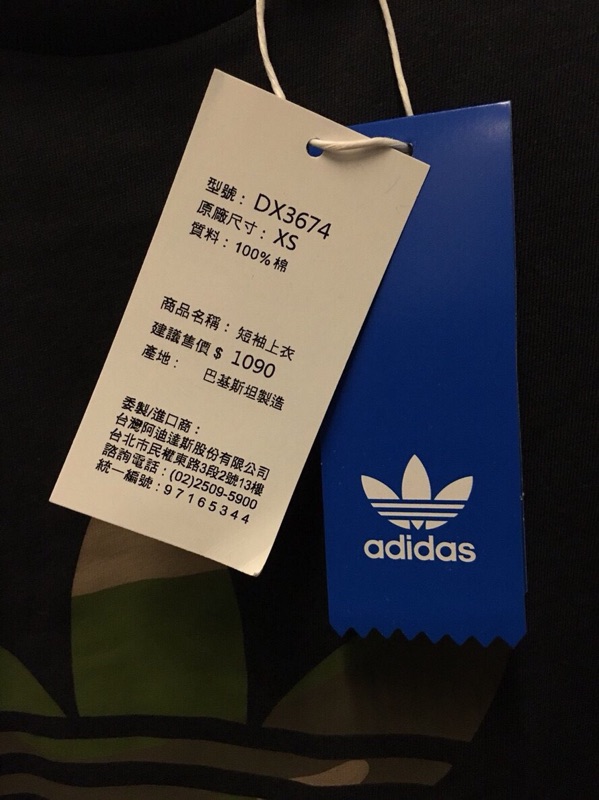 型號：DX3674
原廠尺寸：XS
質料：100%棉
商品名稱：短袖上衣
建議售價$ 1090
產地： 巴基斯坦製造
委製/進口商：
台灣阿迪達斯股份有限公司
台北市民權東路3段2號13樓
諮詢電話：(02)2509-5900
統一編號：97165344
adidas